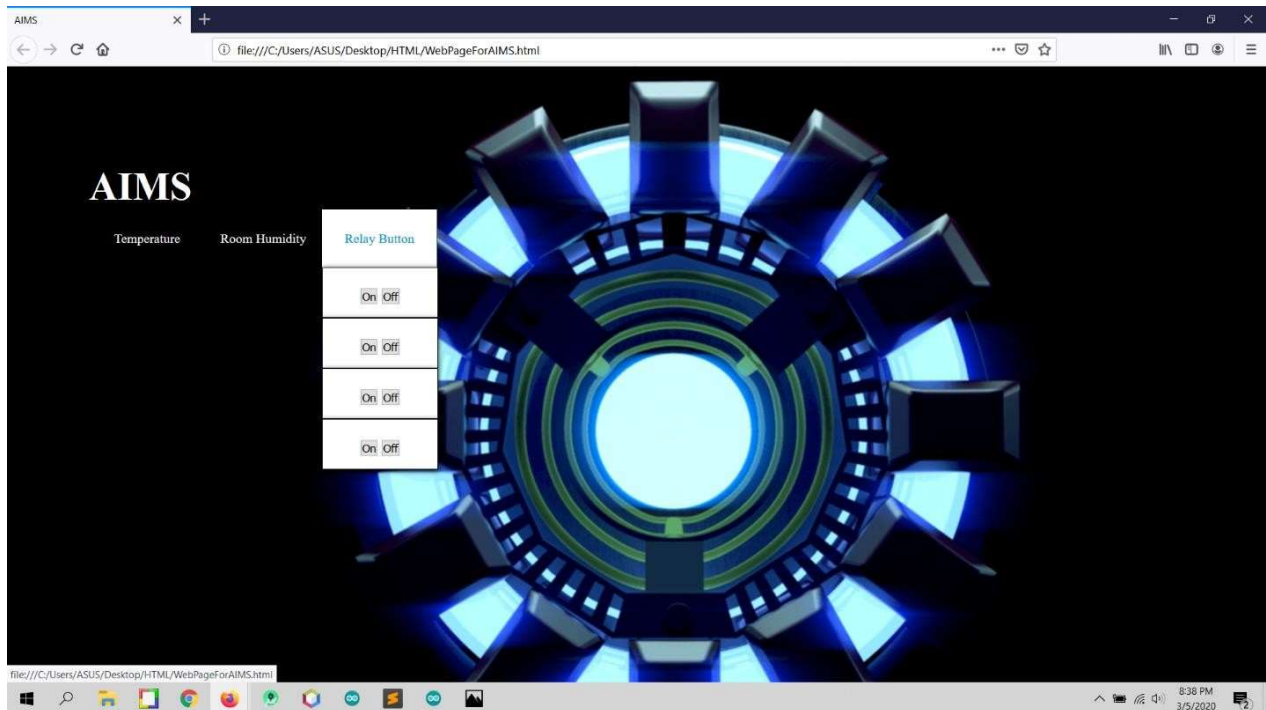 AIMS
file:///C:/Users/ASUS/Desktop/HTML/WebPageForAIMS.html
AIMS
Temperature Room Humidity Relay Button
On Off
On Off
On Off
On Off
file:///C:/Users/ASUS/Desktop/HTML/WebPageForAIMS.html
8:38 PM
3/5/2020
2